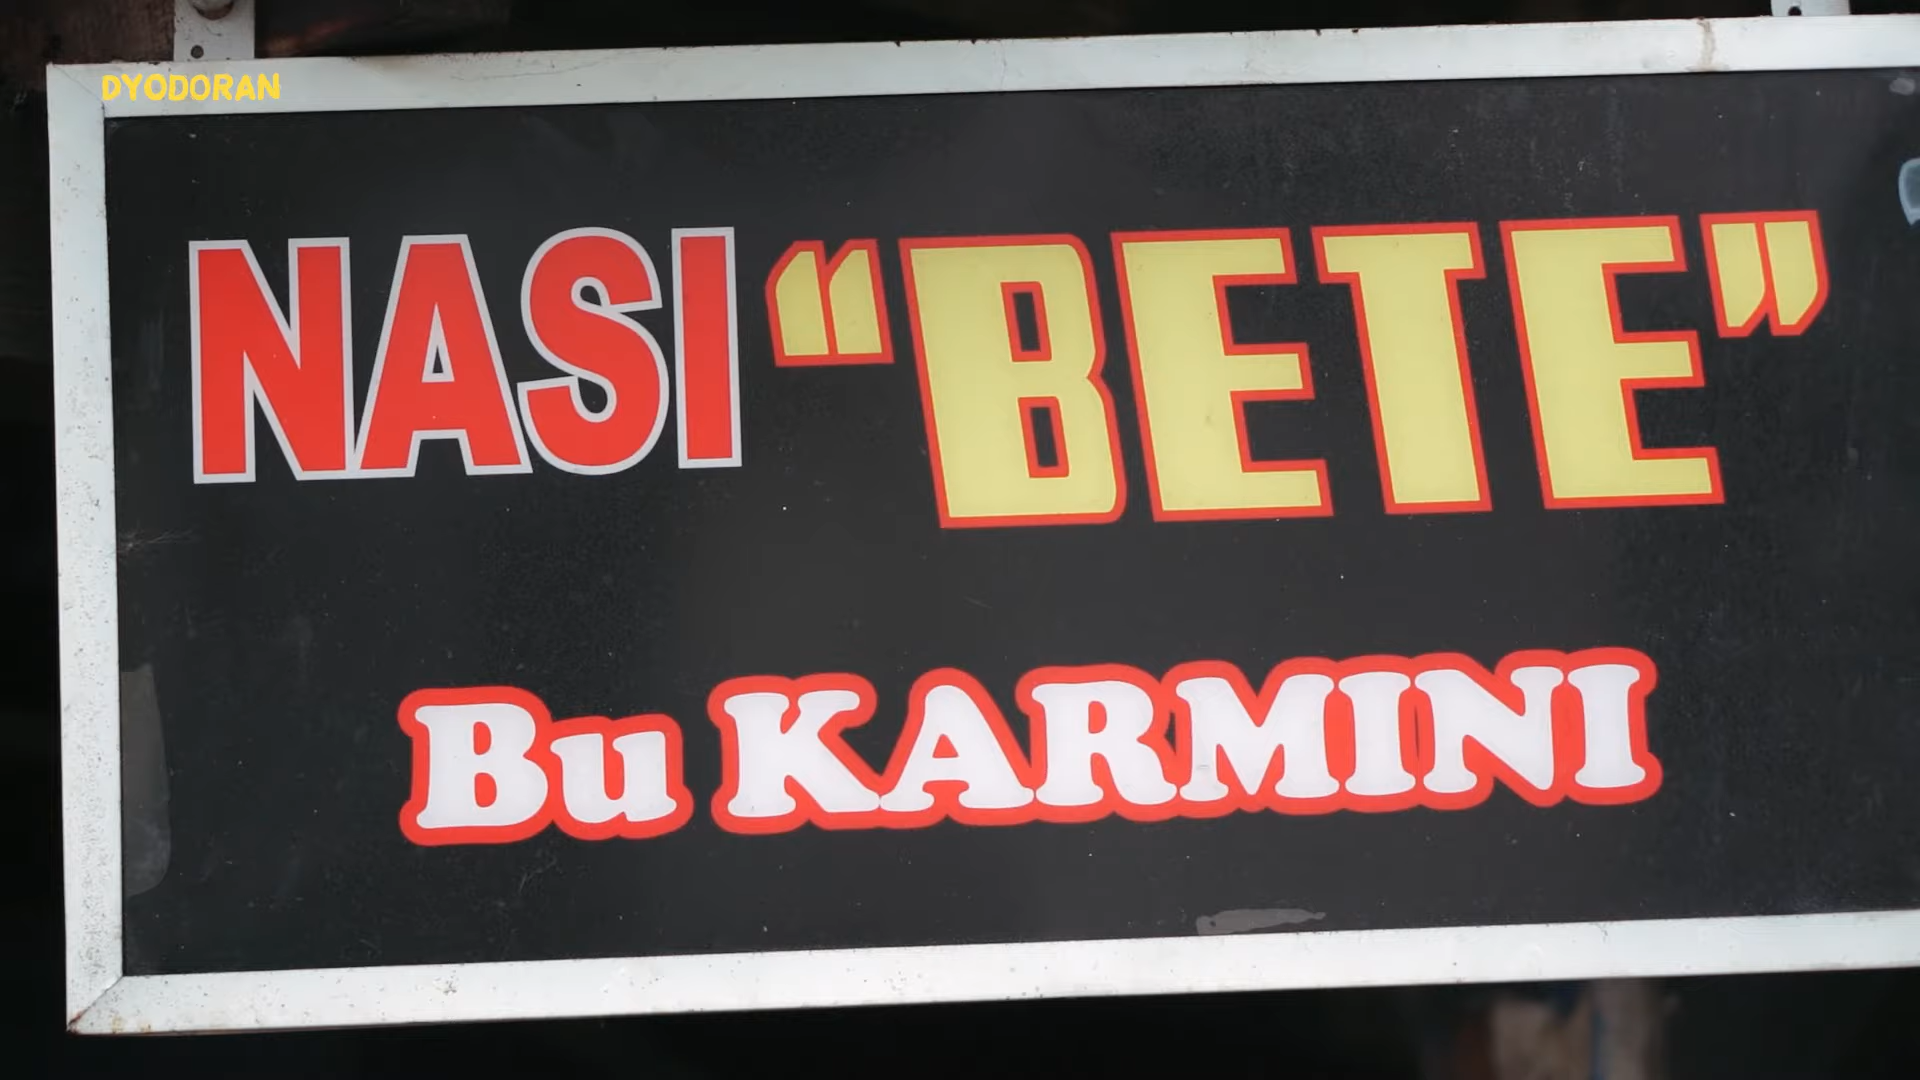 DYODORAN
NASI “BETE”
Bu KARMINI